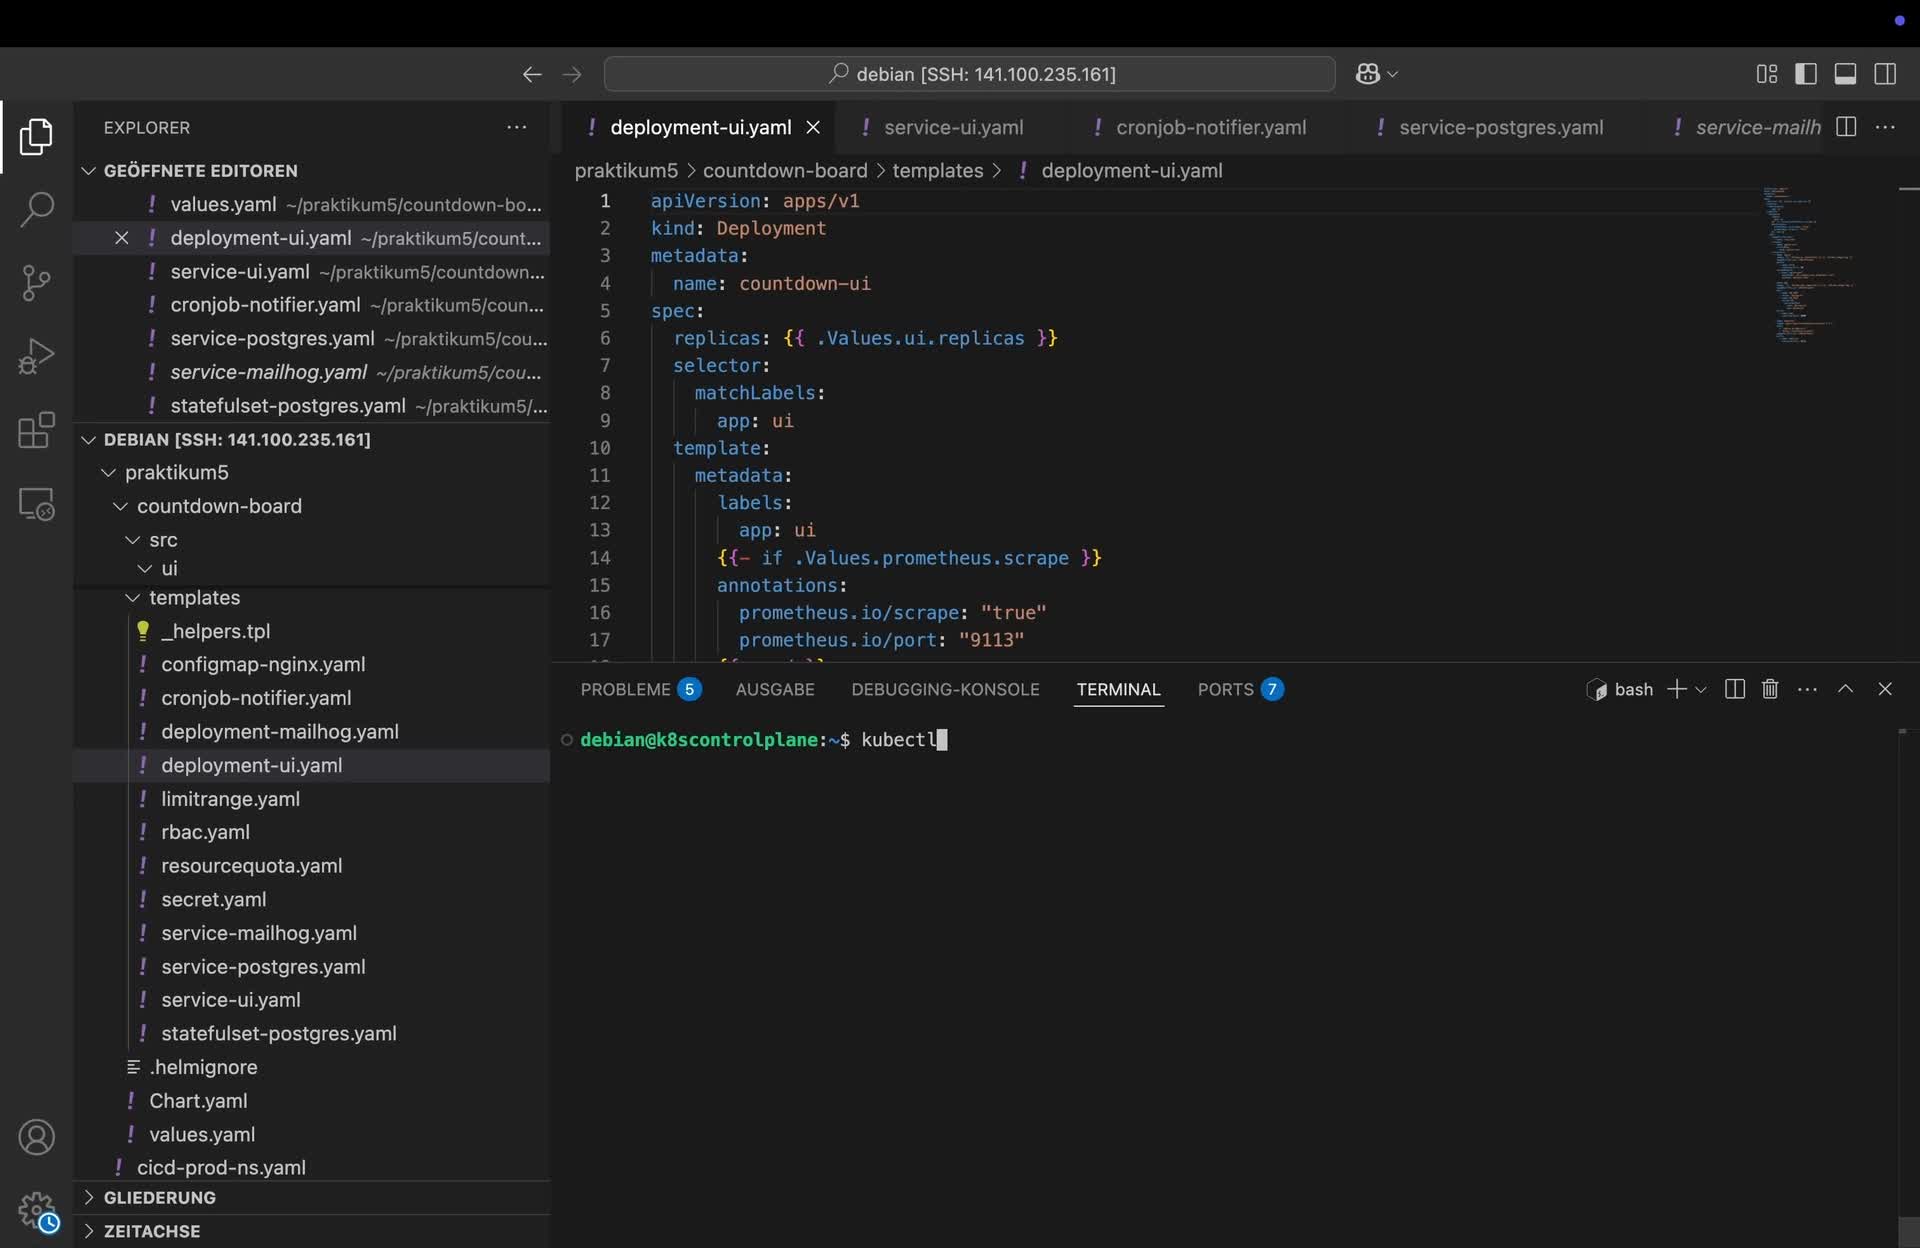 debian [SSH: 141.100.235.161]
EXPLORER
GEÖFFNETE EDITOREN
values.yaml ~/praktikum5/countdown-bo...
deployment-ui.yaml ~/praktikum5/count...
service-ui.yaml ~/praktikum5/countdown...
cronjob-notifier.yaml ~/praktikum5/coun...
service-postgres.yaml ~/praktikum5/cou...
service-mailhog.yaml ~/praktikum5/cou...
statefulset-postgres.yaml ~/praktikum5/...
DEBIAN [SSH: 141.100.235.161]
praktikum5
countdown-board
src
ui
templates
_helpers.tpl
configmap-nginx.yaml
cronjob-notifier.yaml
deployment-mailhog.yaml
deployment-ui.yaml
limitrange.yaml
rbac.yaml
resourcequota.yaml
secret.yaml
service-mailhog.yaml
service-postgres.yaml
service-ui.yaml
statefulset-postgres.yaml
.helmignore
Chart.yaml
values.yaml
cicd-prod-ns.yaml
GLIEDERUNG
ZEITACHSE
deployment-ui.yaml service-ui.yaml cronjob-notifier.yaml service-postgres.yaml service-mailh
praktikum5 > countdown-board > templates > ! deployment-ui.yaml
1 apiVersion: apps/v1
2 kind: Deployment
3 metadata:
4 name: countdown-ui
5 spec:
6 replicas: {{ .Values.ui.replicas }}
7 selector:
8 matchLabels:
9 app: ui
10 template:
11 metadata:
12 labels:
13 app: ui
14 {{- if .Values.prometheus.scrape }}
15 annotations:
16 prometheus.io/scrape: "true"
17 prometheus.io/port: "9113"
PROBLEME 5 AUSGABE DEBUGGING-KONSOLE TERMINAL PORTS 7 bash
debian@k8scontrolplane:~$ kubectl